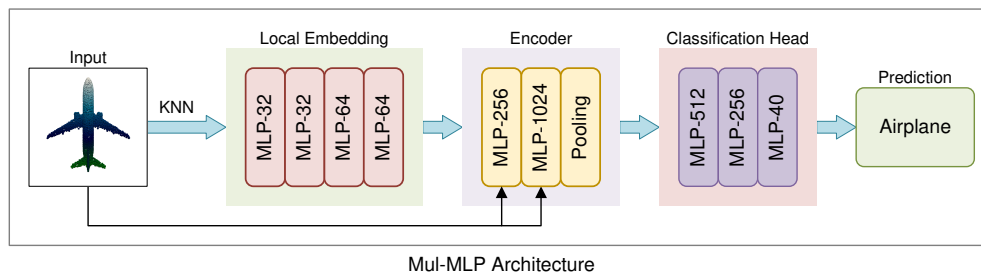 Input
KNN
Local Embedding
MLP-32
MLP-32
MLP-64
MLP-64
Encoder
MLP-256
MLP-1024
Pooling
Classification Head
MLP-512
MLP-256
MLP-40
Prediction
Airplane
Mul-MLP Architecture